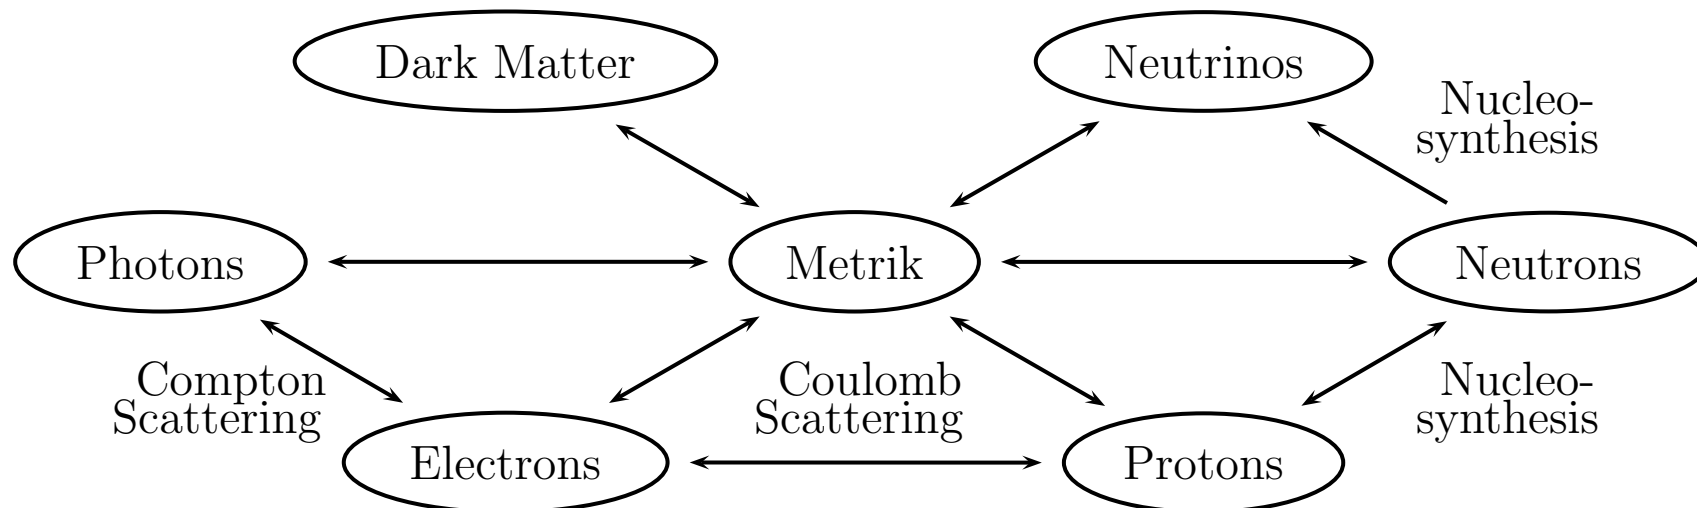 Dark Matter
Neutrinos
Nucleo-
synthesis
Photons
Metrik
Neutrons
Compton
Scattering
Coulomb
Scattering
Nucleo-
synthesis
Electrons
Protons